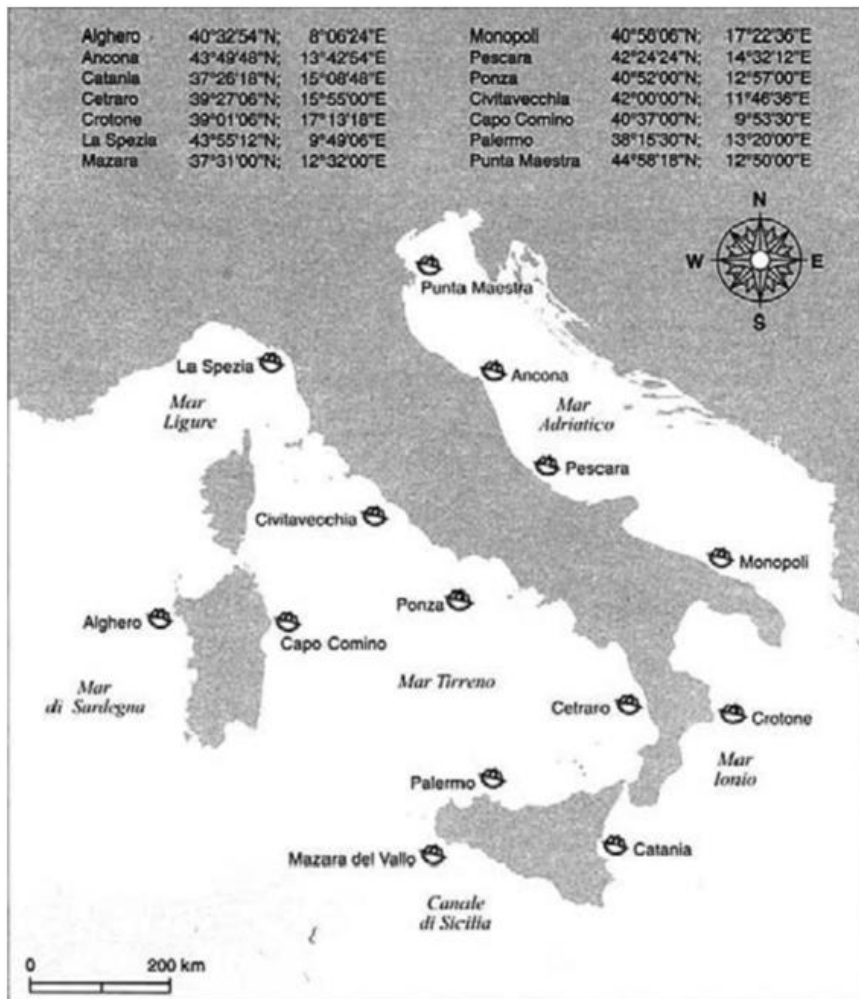 Alghero 40°32'54"N; 8°06'24"E
Ancona 43°49'48"N; 13°42'54"E
Catania 37°26'18"N; 15°08'48"E
Cetraro 39°27'06"N; 15°55'00"E
Crotone 39°01'06"N; 17°13'18"E
La Spezia 43°55'12"N; 9°49'06"E
Mazara 37°31'00"N; 12°32'00"E
Monopoli 40°58'06"N; 17°22'36"E
Pescara 42°24'24"N; 14°32'12"E
Ponza 40°52'00"N; 12°57'00"E
Civitavecchia 42°00'00"N; 11°46'36"E
Capo Comino 40°37'00"N; 9°53'30"E
Palermo 38°15'30"N; 13°20'00"E
Punta Maestra 44°58'18"N; 12°50'00"E
N
W E
S
Punta Maestra
La Spezia
Ancona
Mar
Ligure
Mar
Adriatico
Pescara
Civitavecchia
Monopoli
Ponza
Alghero
Capo Comino
Mar
di Sardegna
Mar Tirreno
Cetraro
Crotone
Mar
Ionio
Palermo
Catania
Mazara del Vallo
Canale
di Sicilia
0 200 km